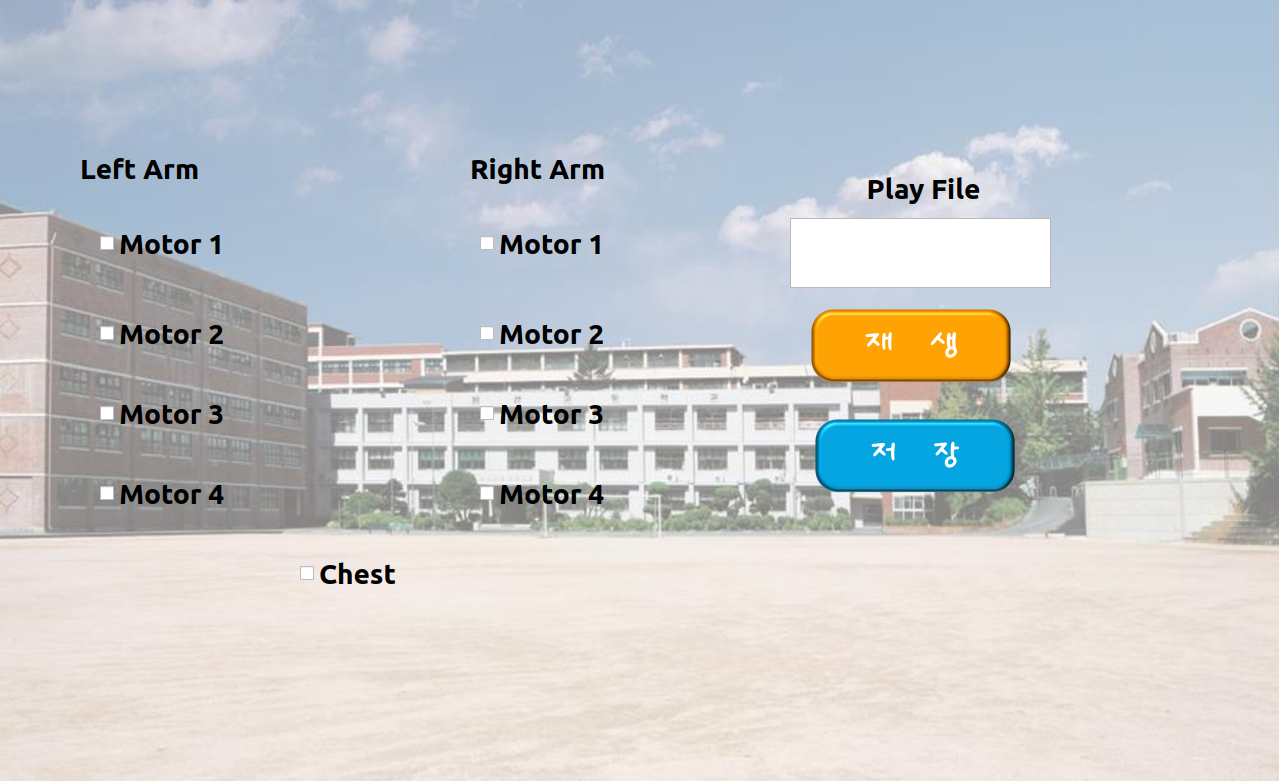 Left Arm
Motor 1
Motor 2
Motor 3
Motor 4
Right Arm
Motor 1
Motor 2
Motor 3
Motor 4
Chest
Play File
재 생
저 장